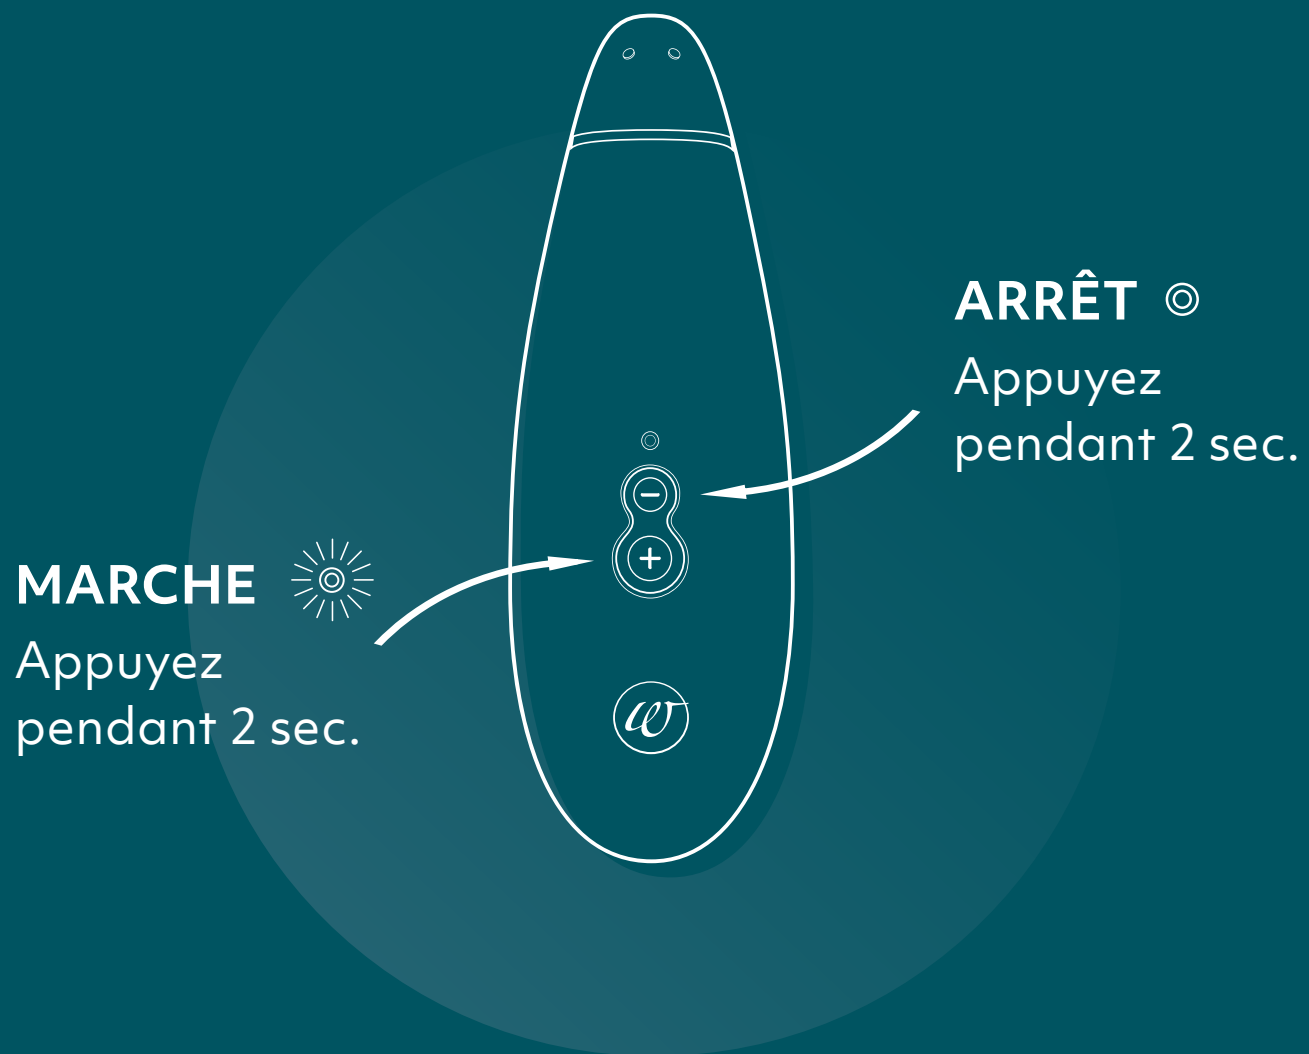 ARRÊT
Appuyez
pendant 2 sec.
MARCHE
Appuyez
pendant 2 sec.
w